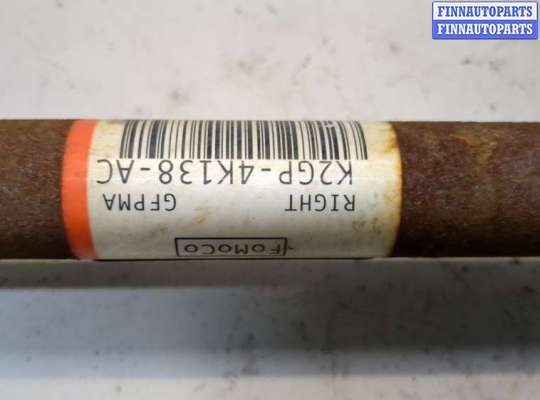 FINNAUTOPARTS
FINNAUTOPARTS
FoMoCo
RIGHT GFPMA
K2GP-4K138-AC